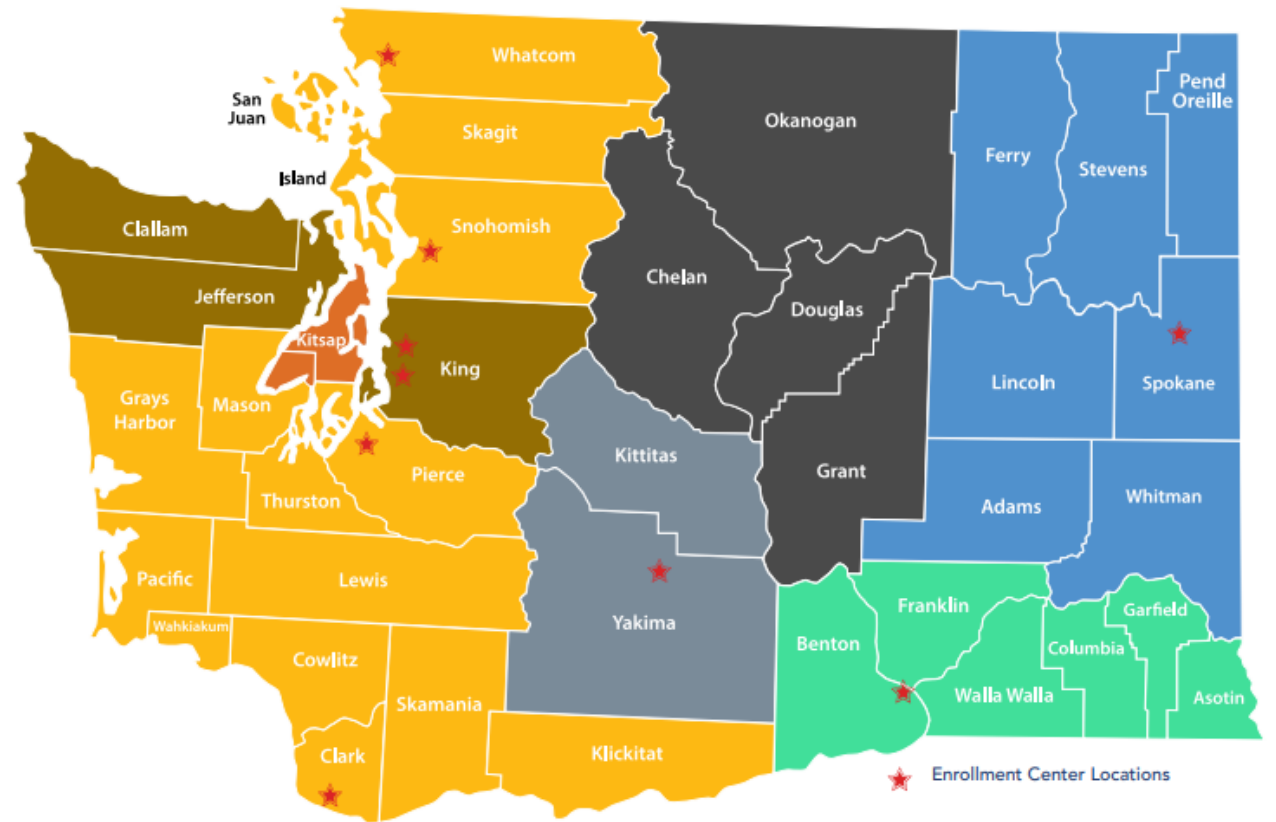 Whatcom
San
Juan
Skagit
Island
Snohomish
Clallam
Jefferson
Kitsap
King
Grays
Harbor
Mason
Pierce
Thurston
Pacific
Lewis
Wahkiakum
Cowlitz
Skamania
Clark
Klickitat
Okanogan
Chelan
Douglas
Grant
Kittitas
Yakima
Ferry
Stevens
Pend
Oreille
Lincoln
Spokane
Adams
Whitman
Benton
Franklin
Walla Walla
Columbia
Garfield
Asotin
Enrollment Center Locations